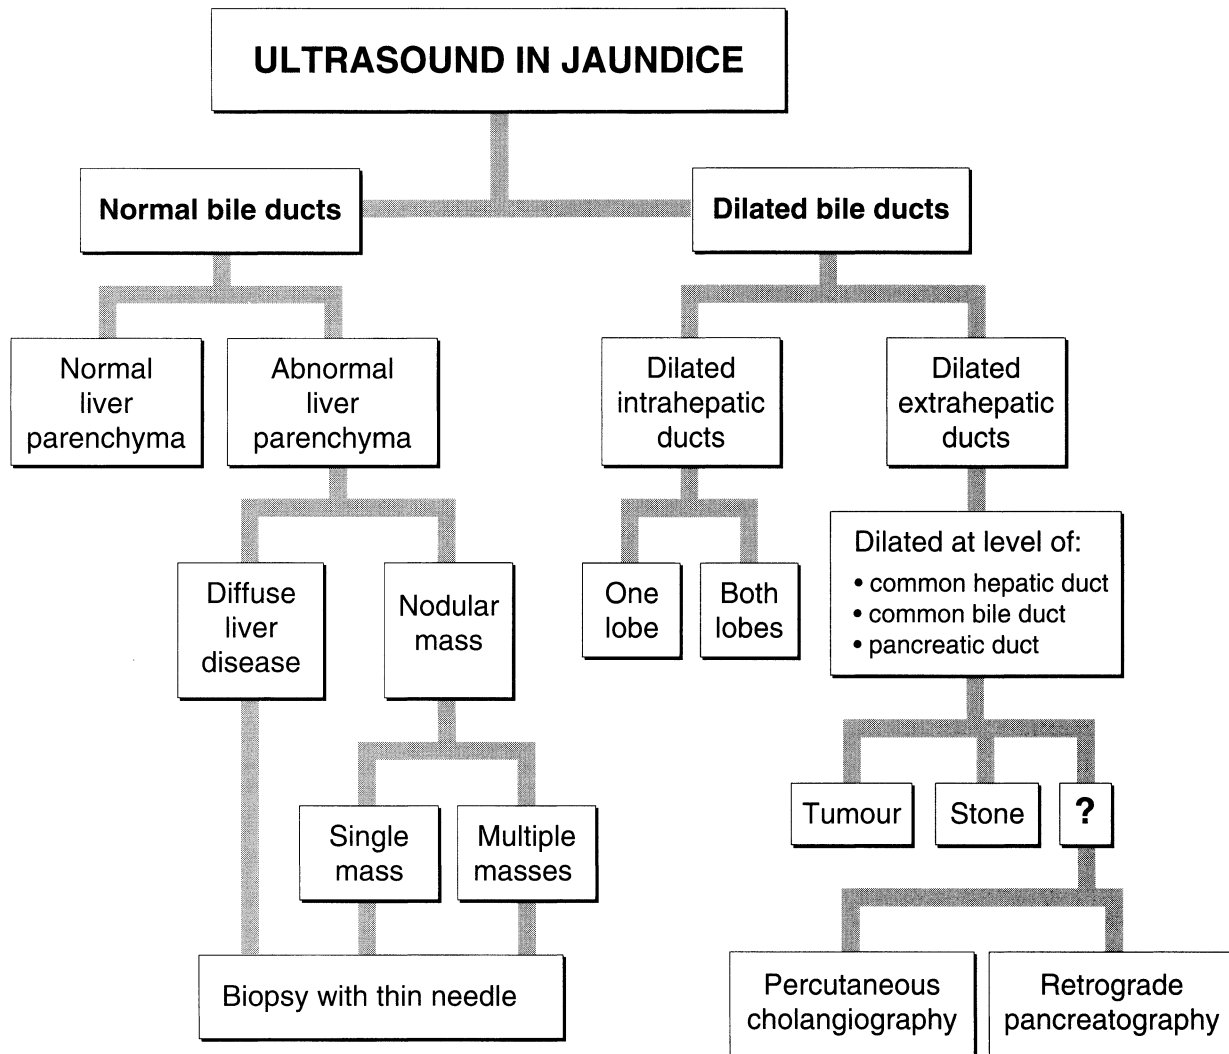 ULTRASOUND IN JAUNDICE
Normal bile ducts
Dilated bile ducts
Normal
liver
parenchyma
Abnormal
liver
parenchyma
Dilated
intrahepatic
ducts
Dilated
extrahepatic
ducts
Diffuse
liver
disease
Nodular
mass
One
lobe
Both
lobes
Dilated at level of:
• common hepatic duct
• common bile duct
• pancreatic duct
Single
mass
Multiple
masses
Tumour
Stone
?
Biopsy with thin needle
Percutaneous
cholangiography
Retrograde
pancreatography